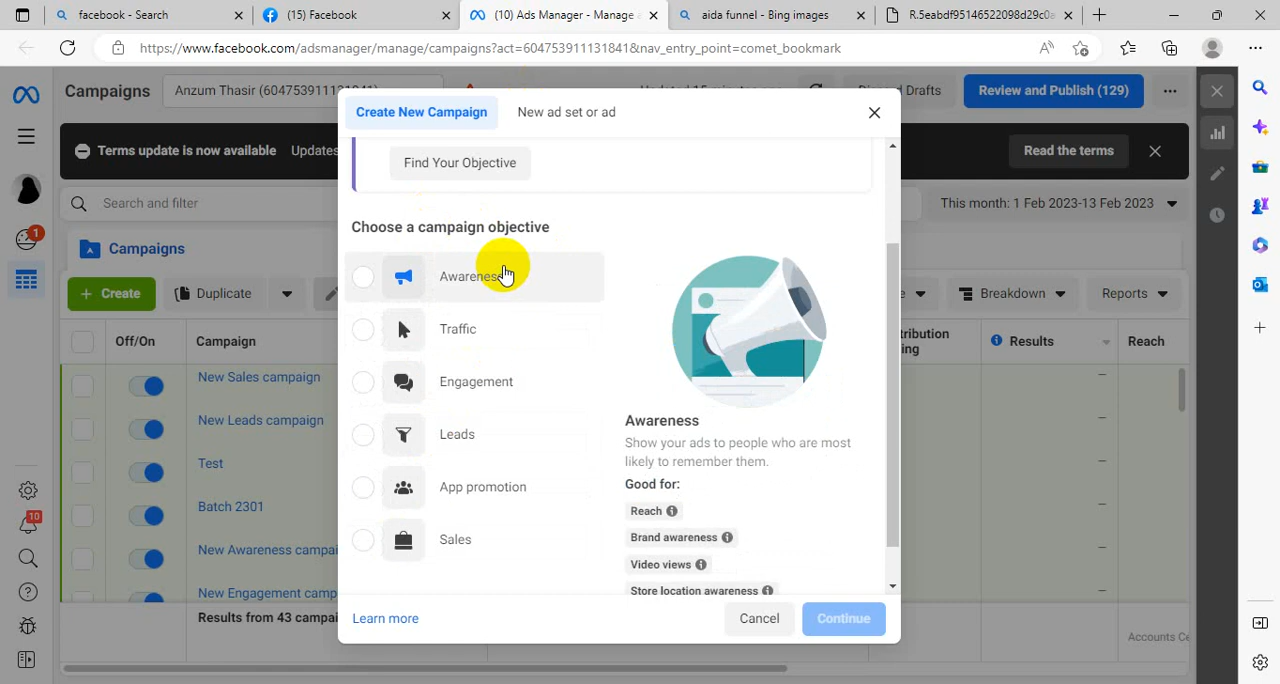 facebook - Search
(15) Facebook
(10) Ads Manager - Manage a
aida funnel - Bing images
R.5eabdf95146522098d29c0a
https://www.facebook.com/adsmanager/manage/campaigns?act=604753911131841&nav_entry_point=comet_bookmark
Campaigns
Anzum Thasir (604753911131841)
Drafts
Review and Publish (129)
Create New Campaign
New ad set or ad
Terms update is now available
Updates
Read the terms
Find Your Objective
Search and filter
This month: 1 Feb 2023-13 Feb 2023
Choose a campaign objective
Campaigns
Create
Duplicate
Breakdown
Reports
Awareness
Traffic
Engagement
Leads
App promotion
Sales
Off/On
Campaign
Results
Reach
New Sales campaign
New Leads campaign
Test
Batch 2301
New Awareness campai
New Engagement camp
Results from 43 campai
Awareness
Show your ads to people who are most
likely to remember them.
Good for:
Reach
Brand awareness
Video views
Store location awareness
Learn more
Cancel
Continue
Accounts Ce
1
10